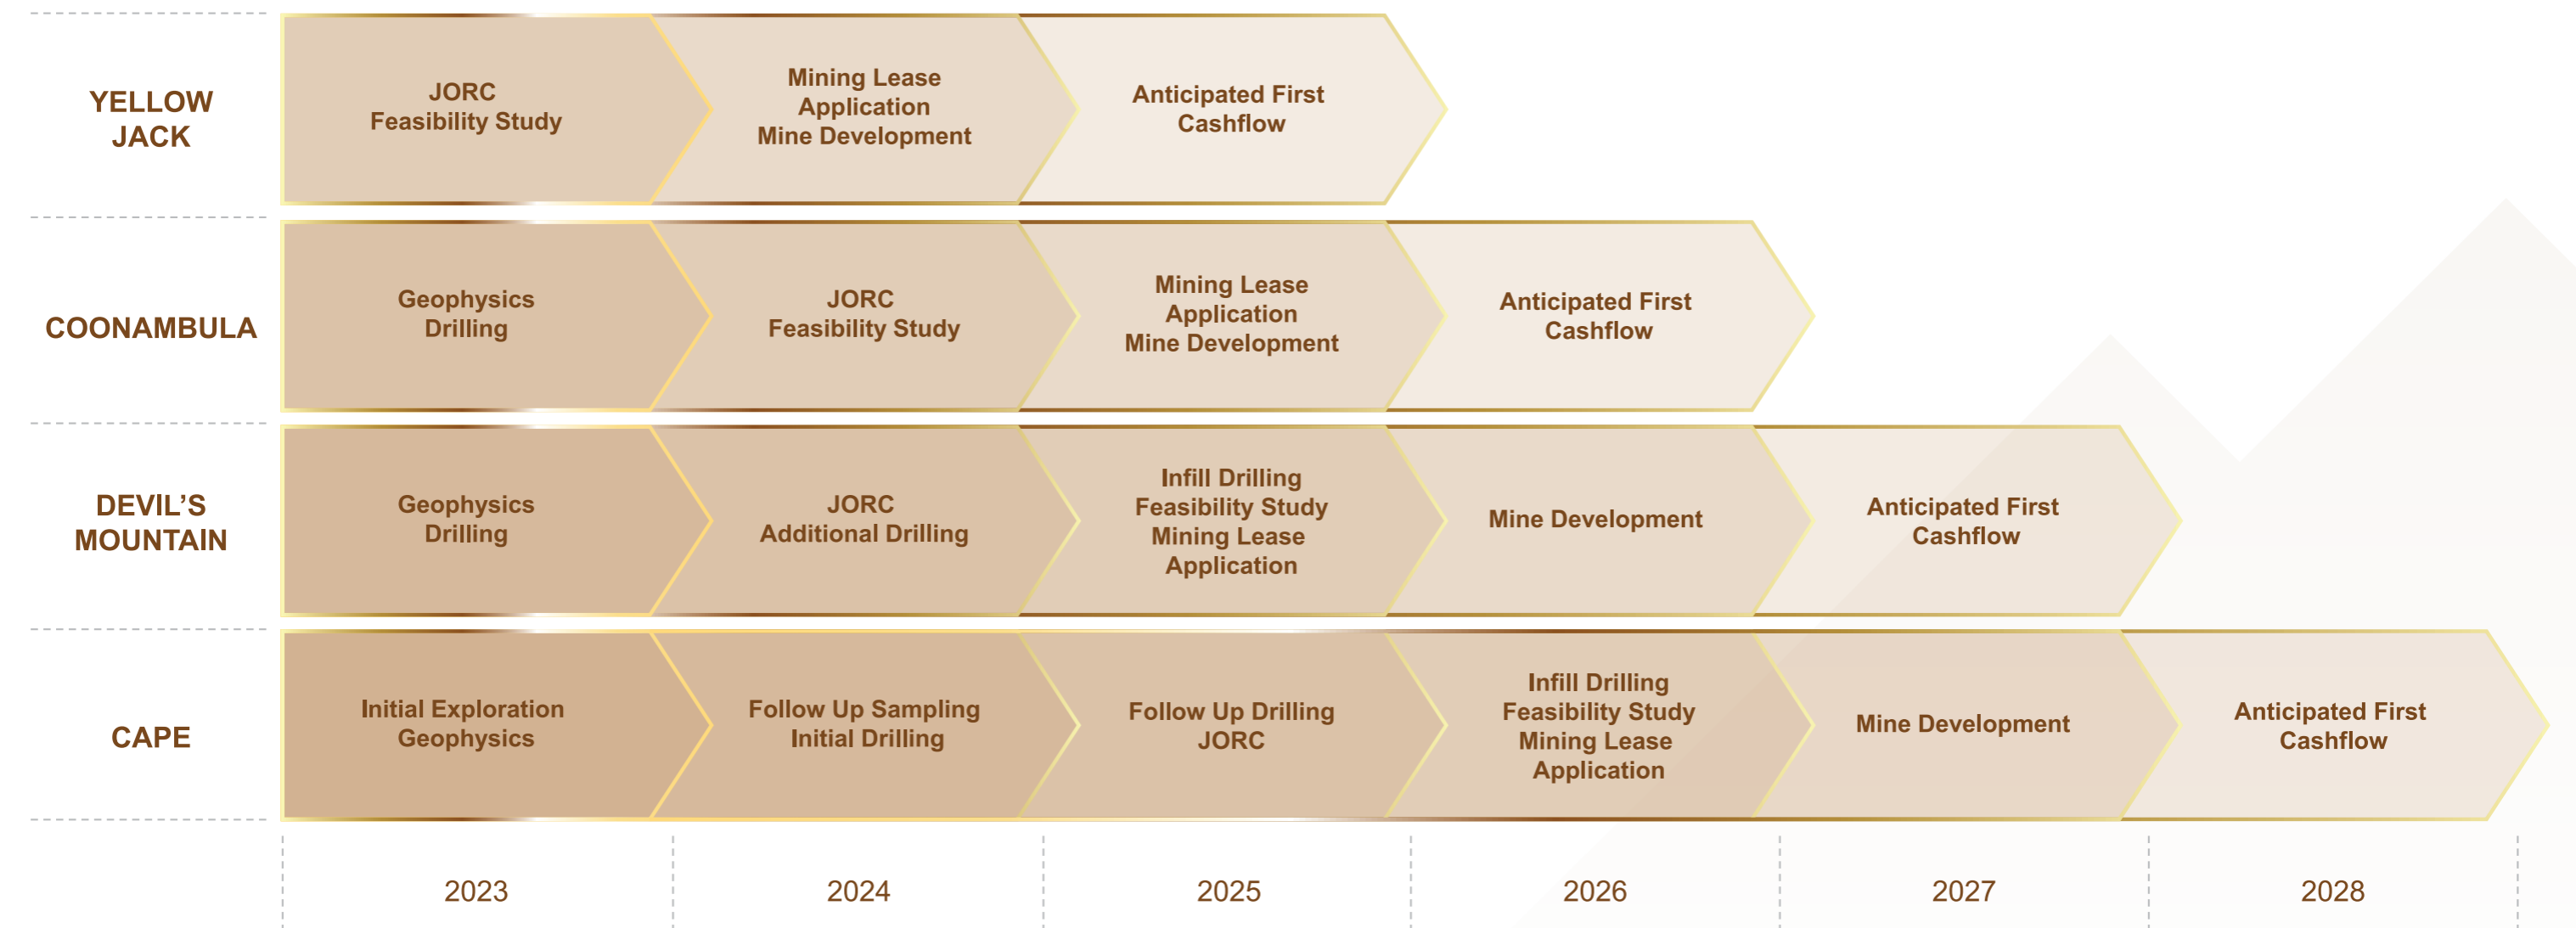 YELLOW
JACK
JORC
Feasibility Study
Mining Lease
Application
Mine Development
Anticipated First
Cashflow
COONAMBULA
Geophysics
Drilling
JORC
Feasibility Study
Mining Lease
Application
Mine Development
Anticipated First
Cashflow
DEVIL’S
MOUNTAIN
Geophysics
Drilling
JORC
Additional Drilling
Infill Drilling
Feasibility Study
Mining Lease
Application
Mine Development
Anticipated First
Cashflow
CAPE
Initial Exploration
Geophysics
Follow Up Sampling
Initial Drilling
Follow Up Drilling
JORC
Infill Drilling
Feasibility Study
Mining Lease
Application
Mine Development
Anticipated First
Cashflow
2023
2024
2025
2026
2027
2028